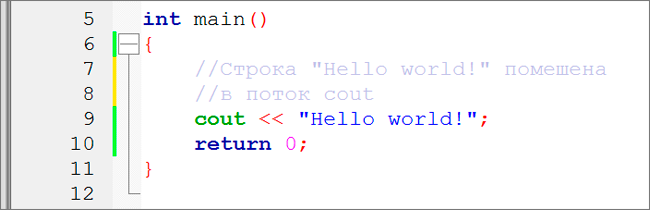 5 int main()
6 {
7 //Строка "Hello world!" помешена
8 //в поток cout
9 cout << "Hello world!";
10 return 0;
11 }
12